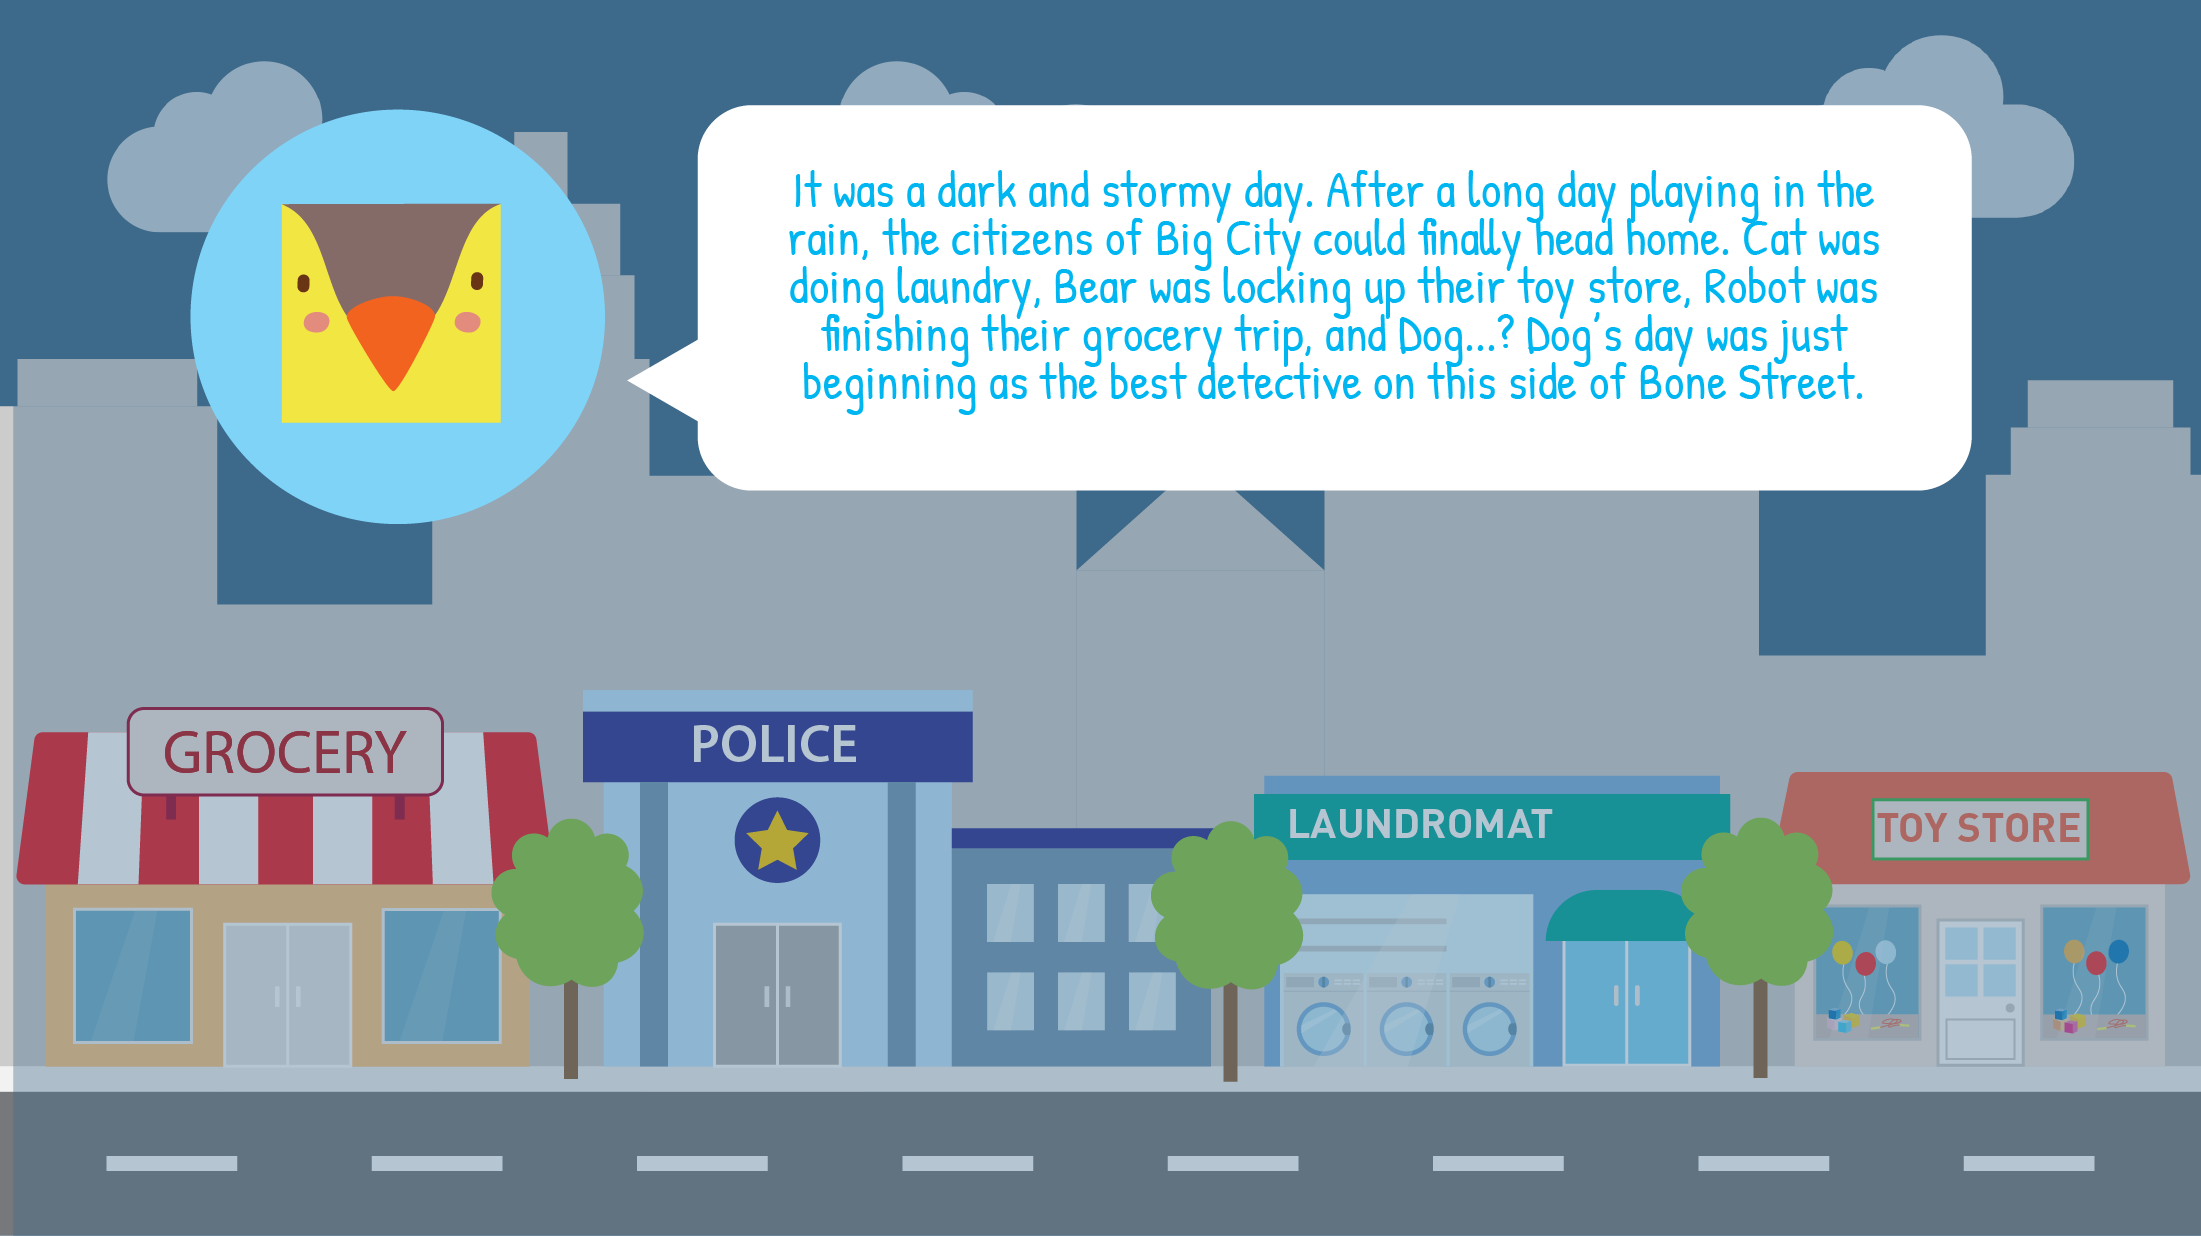 It was a dark and stormy day. After a long day playing in the
rain, the citizens of Big City could finally head home. Cat was
doing laundry, Bear was locking up their toy store, Robot was
finishing their grocery trip, and Dog...? Dog's day was just
beginning as the best detective on this side of Bone Street.
GROCERY
POLICE
LAUNDROMAT
TOY STORE